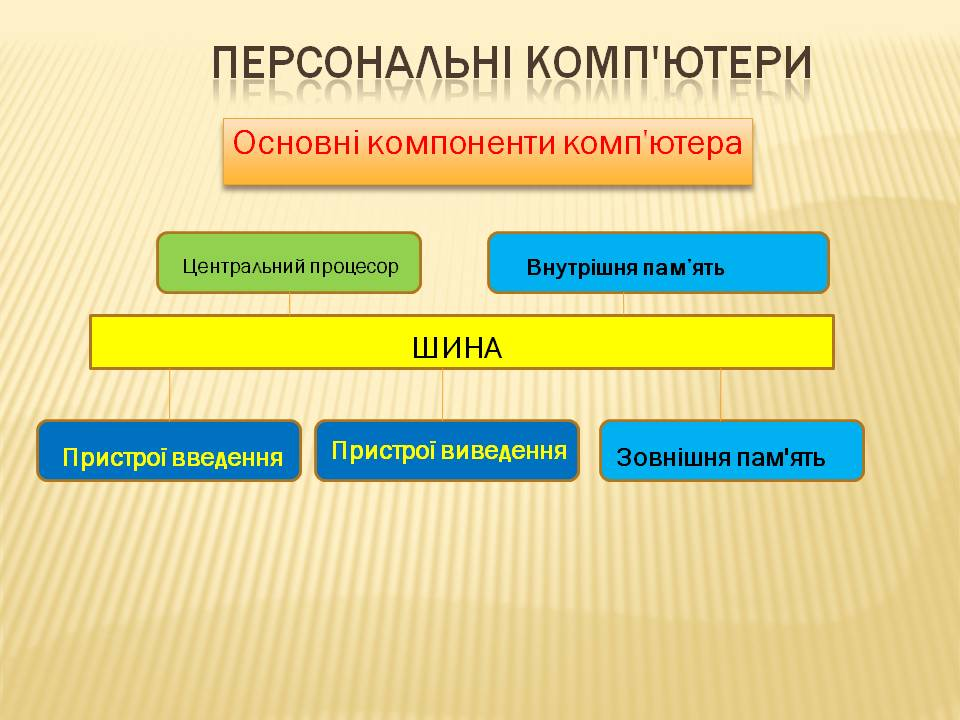 ПЕРСОНАЛЬНІ КОМП'ЮТЕРИ
Основні компоненти комп'ютера
Центральний процесор
Внутрішня пам'ять
ШИНА
Пристрої введення
Пристрої виведення
Зовнішня пам'ять